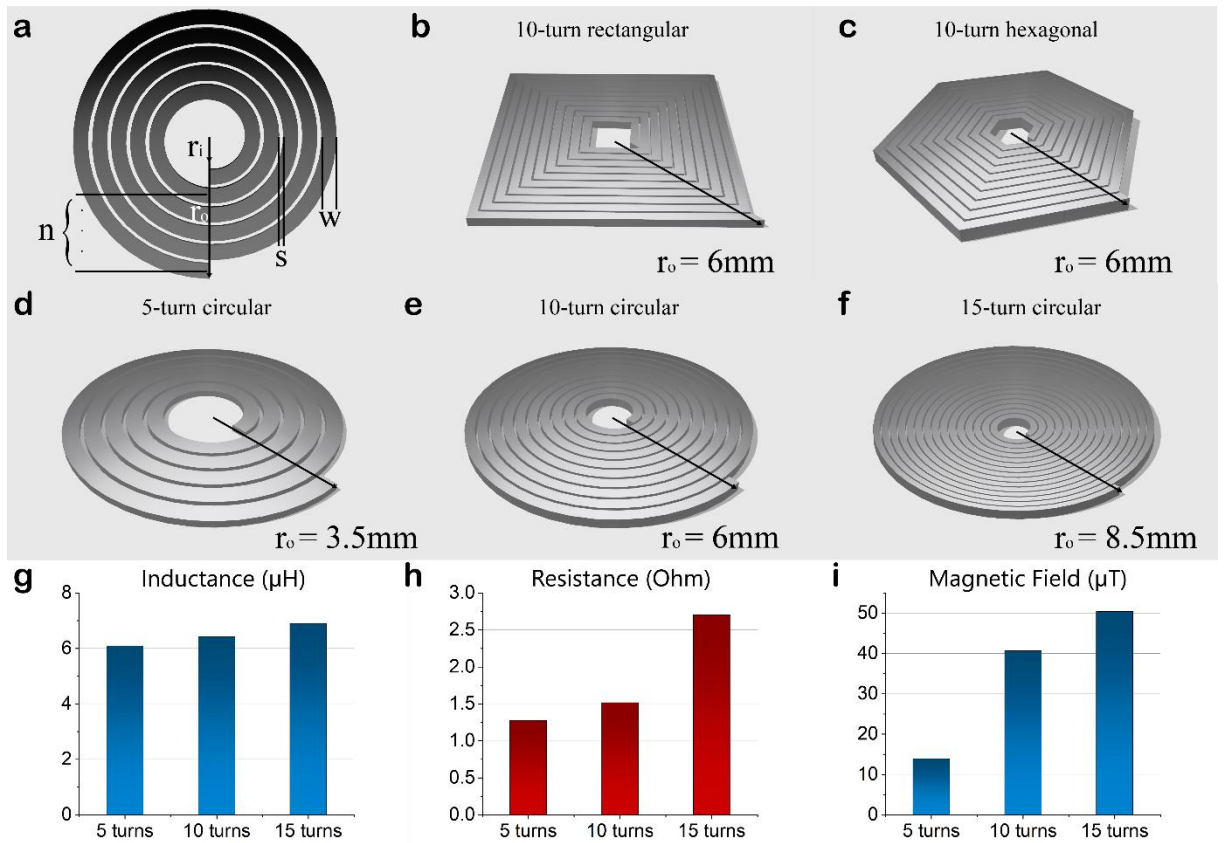 a
rᵢ
rₒ
n
s
w
b
10-turn rectangular
rₒ = 6mm
c
10-turn hexagonal
rₒ = 6mm
d
5-turn circular
rₒ = 3.5mm
e
10-turn circular
rₒ = 6mm
f
15-turn circular
rₒ = 8.5mm
g
Inductance (µH)
8
6
4
2
0
5 turns 10 turns 15 turns
h
Resistance (Ohm)
3.0
2.5
2.0
1.5
1.0
0.5
0.0
5 turns 10 turns 15 turns
i
Magnetic Field (µT)
50
40
30
20
10
0
5 turns 10 turns 15 turns